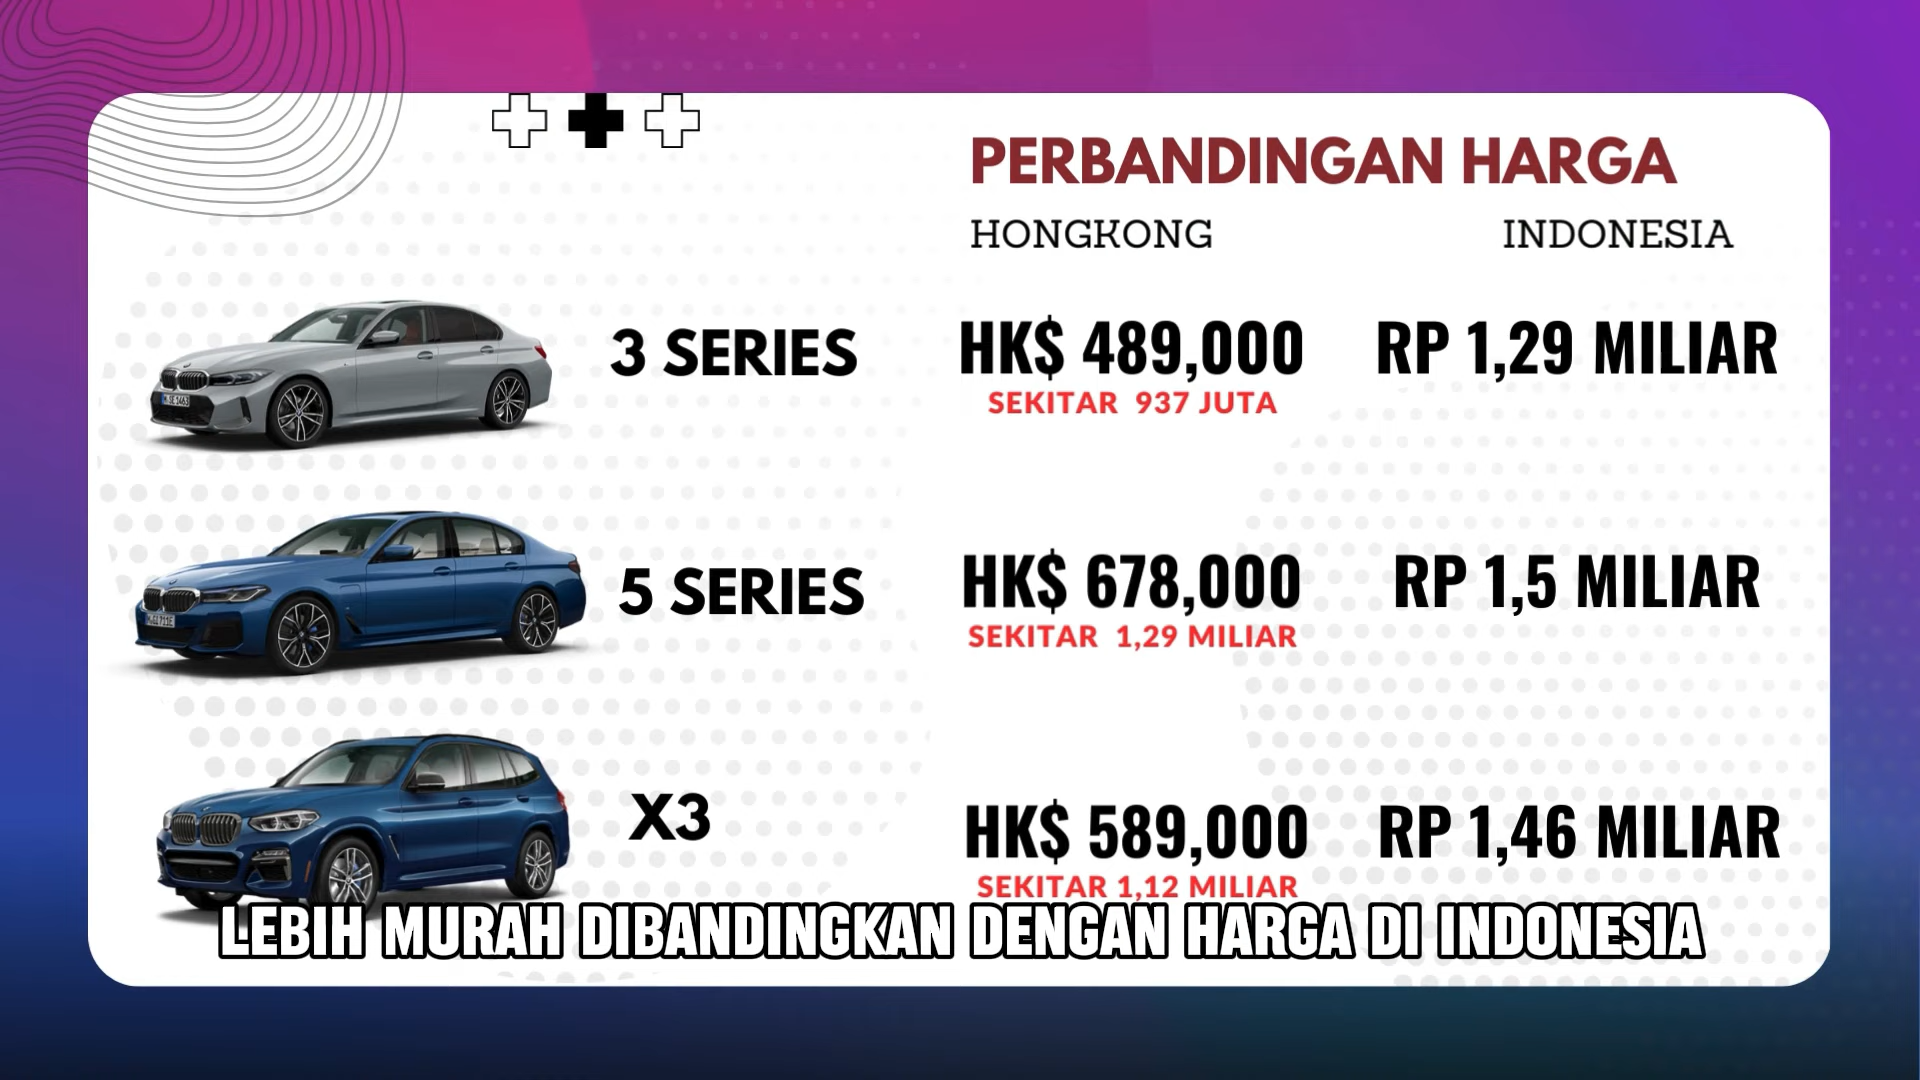 PERBANDINGAN HARGA
HONGKONG INDONESIA
3 SERIES HK$ 489,000 RP 1,29 MILIAR
SEKITAR 937 JUTA
5 SERIES HK$ 678,000 RP 1,5 MILIAR
SEKITAR 1,29 MILIAR
X3 HK$ 589,000 RP 1,46 MILIAR
SEKITAR 1,12 MILIAR
LEBIH MURAH DIBANDINGKAN DENGAN HARGA DI INDONESIA